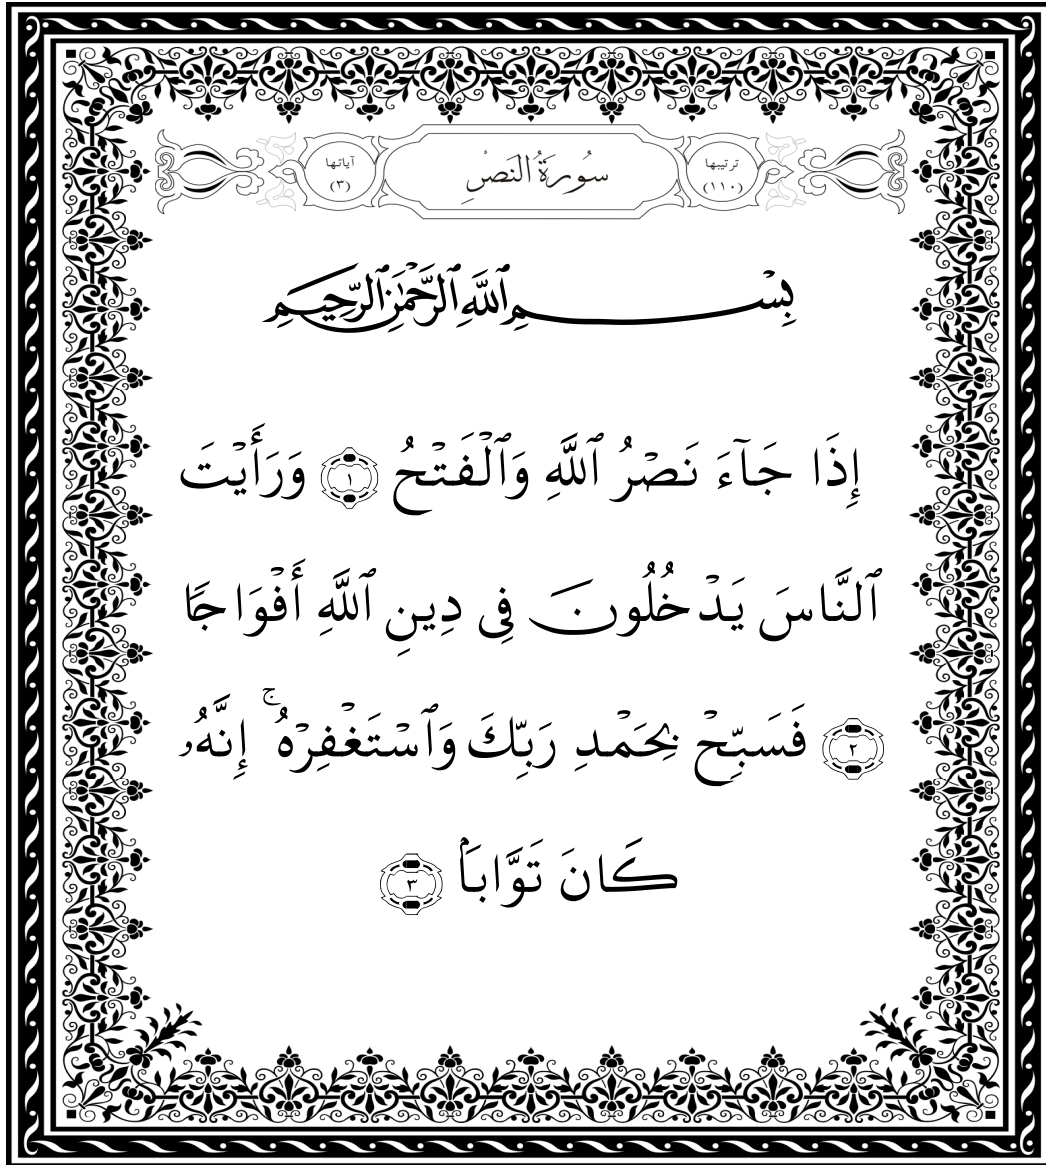 ترتيبها
(١١٠)
سُورَةُ النَصْرِ
آياتها
(٣)
بِسْمِ ٱللَّهِ ٱلرَّحْمَٰنِ ٱلرَّحِيمِ
إِذَا جَآءَ نَصْرُ ٱللَّهِ وَٱلْفَتْحُ ١ وَرَأَيْتَ
ٱلنَّاسَ يَدْخُلُونَ فِي دِينِ ٱللَّهِ أَفْوَاجًا
٢ فَسَبِّحْ بِحَمْدِ رَبِّكَ وَٱسْتَغْفِرْهُ ۚ إِنَّهُۥ
كَانَ تَوَّابَۢا ٣